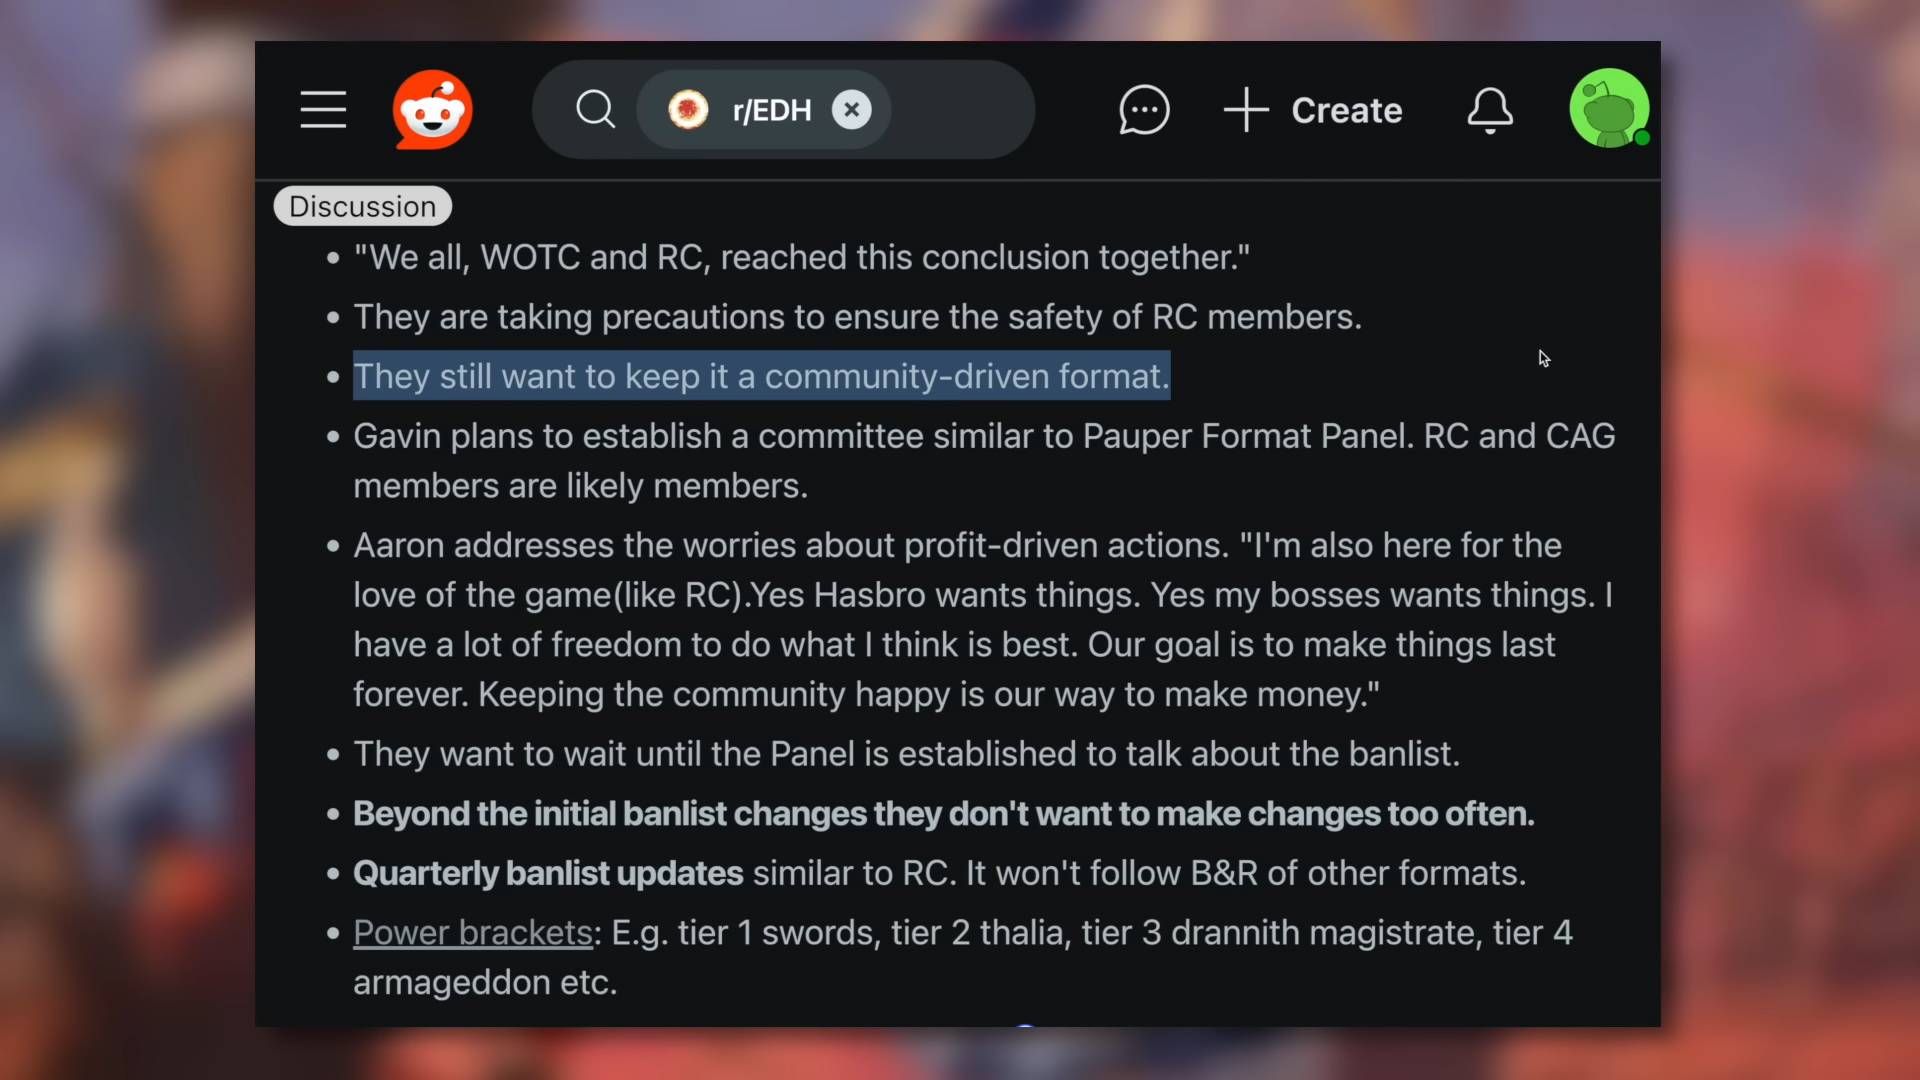 r/EDH
Create
Discussion
"We all, WOTC and RC, reached this conclusion together."
They are taking precautions to ensure the safety of RC members.
They still want to keep it a community-driven format.
Gavin plans to establish a committee similar to Pauper Format Panel. RC and CAG
members are likely members.
Aaron addresses the worries about profit-driven actions. "I'm also here for the
love of the game(like RC).Yes Hasbro wants things. Yes my bosses wants things. I
have a lot of freedom to do what I think is best. Our goal is to make things last
forever. Keeping the community happy is our way to make money."
They want to wait until the Panel is established to talk about the banlist.
Beyond the initial banlist changes they don't want to make changes too often.
Quarterly banlist updates similar to RC. It won't follow B&R of other formats.
Power brackets: E.g. tier 1 swords, tier 2 thalia, tier 3 drannith magistrate, tier 4
armageddon etc.